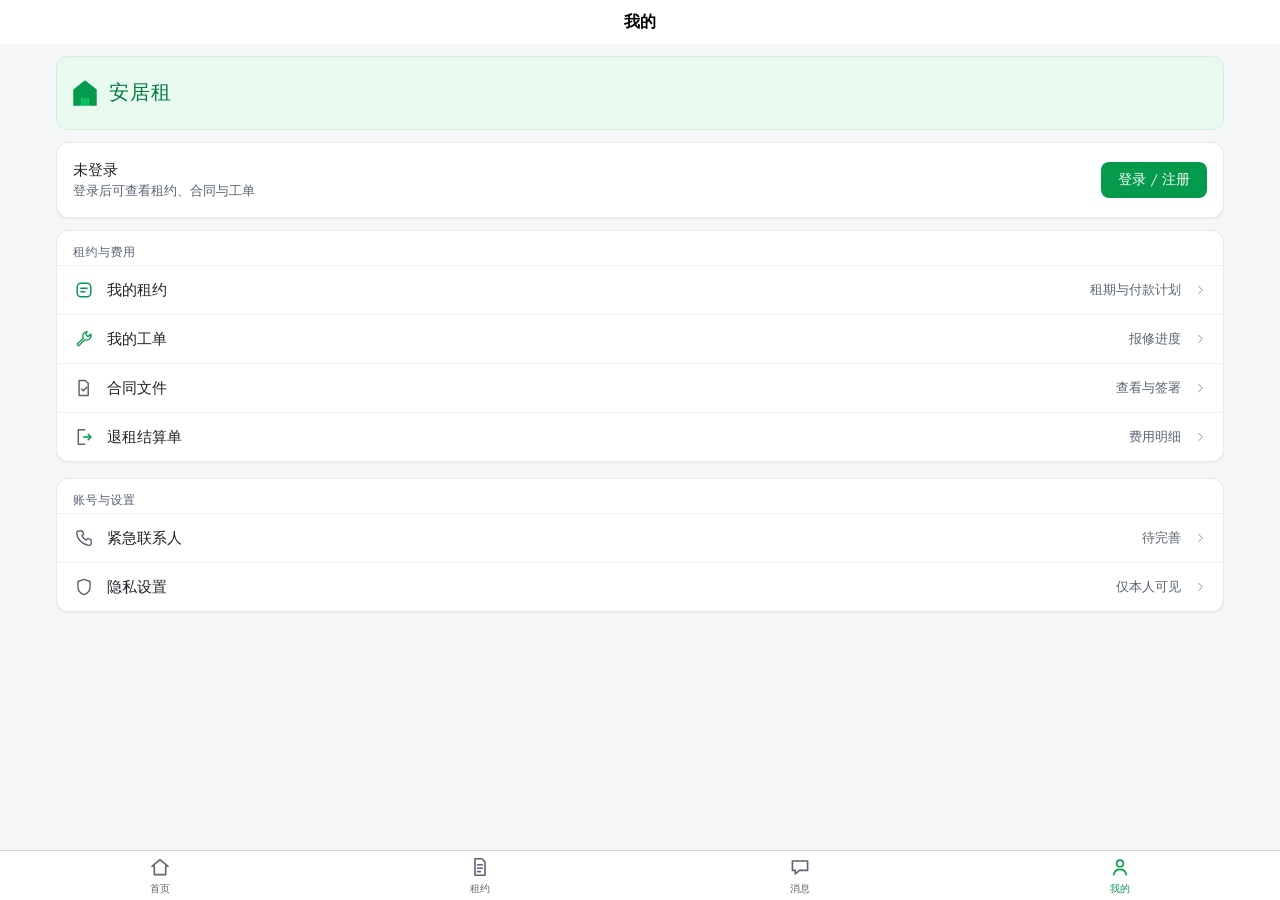 我的
安居租
未登录
登录后可查看租约、合同与工单
登录 / 注册
租约与费用
我的租约 租期与付款计划
我的工单 报修进度
合同文件 查看与签署
退租结算单 费用明细
账号与设置
紧急联系人 待完善
隐私设置 仅本人可见
首页 租约 消息 我的